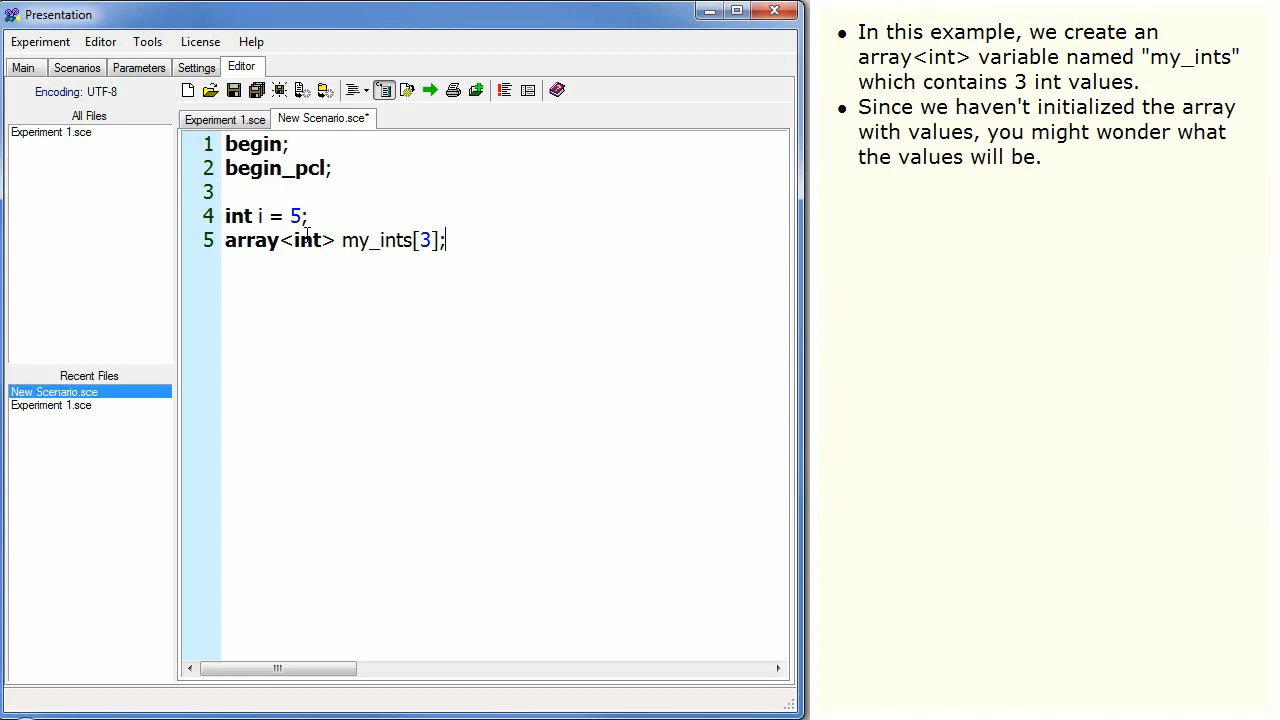 Presentation
Experiment Editor Tools License Help
Main Scenarios Parameters Settings Editor
Encoding: UTF-8
All Files
Experiment 1.sce
Recent Files
New Scenario.sce
Experiment 1.sce
Experiment 1.sce New Scenario.sce*
1 begin;
2 begin_pcl;
3
4 int i = 5;
5 array<int> my_ints[3];
• In this example, we create an
array<int> variable named "my_ints"
which contains 3 int values.
• Since we haven't initialized the array
with values, you might wonder what
the values will be.